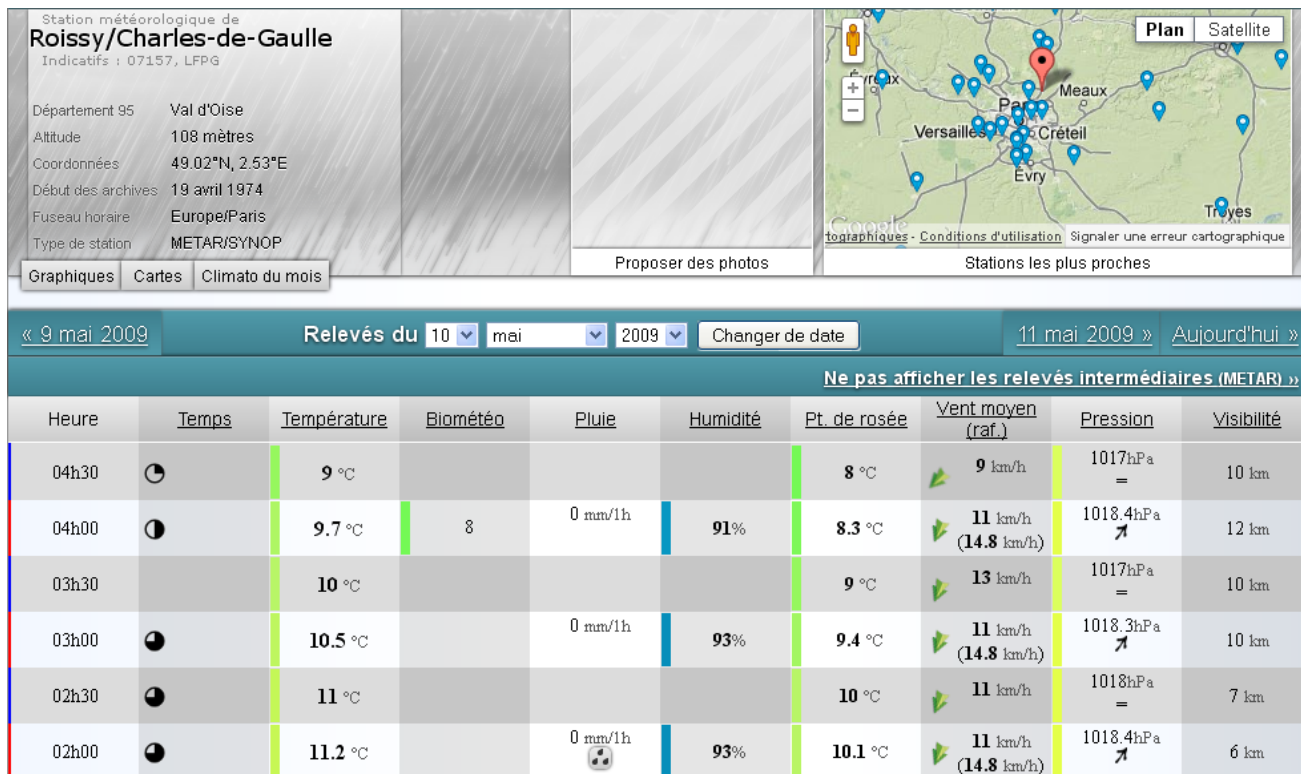 Station météorologique de
Roissy/Charles-de-Gaulle
Indicatifs : 07157, LFPG
Département 95 Val d'Oise
Altitude 108 mètres
Coordonnées 49.02°N, 2.53°E
Début des archives 19 avril 1974
Fuseau horaire Europe/Paris
Type de station METAR/SYNOP
Graphiques Cartes Climato du mois
Proposer des photos
Plan Satellite
Meaux
Versailles Créteil
Evry
Troyes
Google
tographiques - Conditions d'utilisation Signaler une erreur cartographique
Stations les plus proches
« 9 mai 2009 Relevés du 10 mai 2009 Changer de date 11 mai 2009 » Aujourd'hui »
Ne pas afficher les relevés intermédiaires (METAR) »
Heure Temps Température Biométéo Pluie Humidité Pt. de rosée Vent moyen (raf.) Pression Visibilité
04h30 9 °C 8 °C 9 km/h 1017hPa = 10 km
04h00 9.7 °C 8 0 mm/1h 91% 8.3 °C 11 km/h (14.8 km/h) 1018.4hPa 12 km
03h30 10 °C 9 °C 13 km/h 1017hPa = 10 km
03h00 10.5 °C 0 mm/1h 93% 9.4 °C 11 km/h (14.8 km/h) 1018.3hPa 10 km
02h30 11 °C 10 °C 11 km/h 1018hPa = 7 km
02h00 11.2 °C 0 mm/1h 93% 10.1 °C 11 km/h (14.8 km/h) 1018.4hPa 6 km